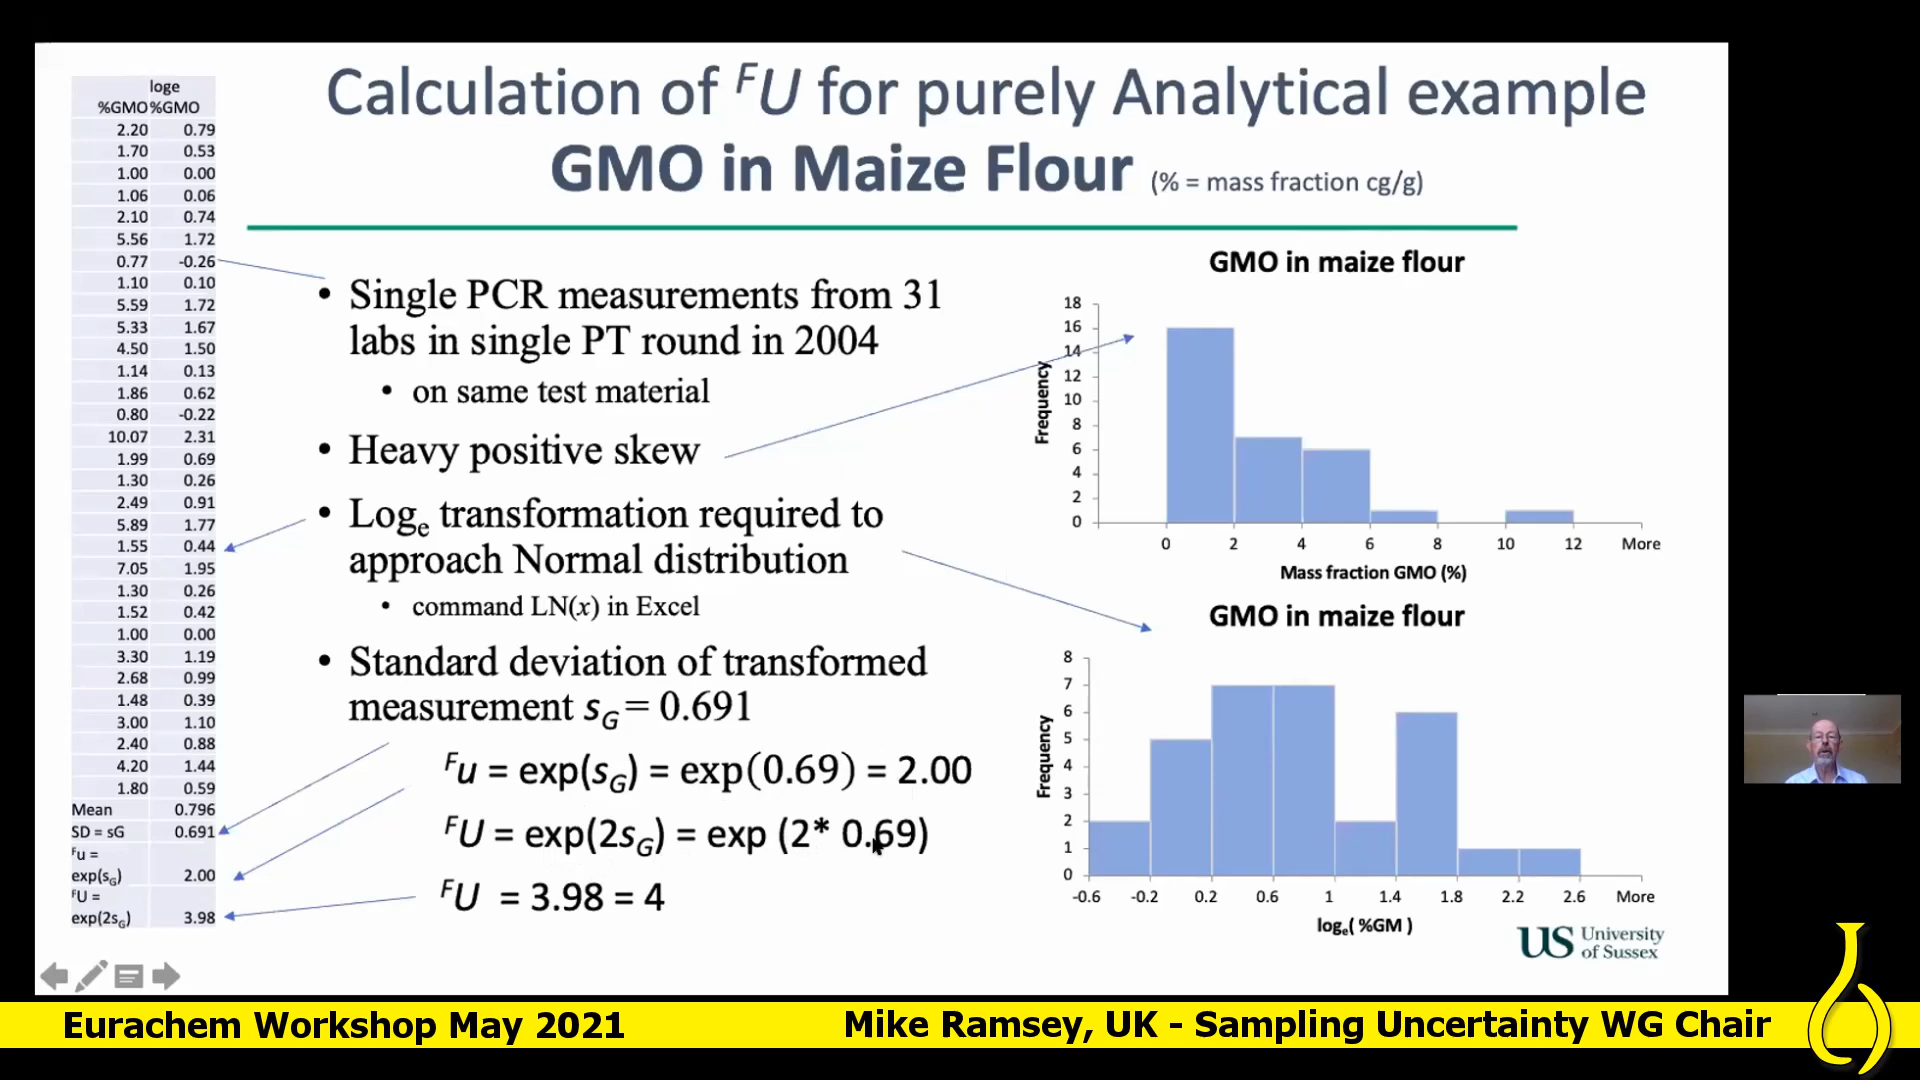 Calculation of ᶠU for purely Analytical example
GMO in Maize Flour (% = mass fraction cg/g)
loge
%GMO %GMO
2.20 0.79
1.70 0.53
1.00 0.00
1.06 0.06
2.10 0.74
5.56 1.72
0.77 -0.26
1.10 0.10
5.59 1.72
5.33 1.67
4.50 1.50
1.14 0.13
1.86 0.62
0.80 -0.22
10.07 2.31
1.99 0.69
1.30 0.26
2.49 0.91
5.89 1.77
1.55 0.44
7.05 1.95
1.30 0.26
1.52 0.42
1.00 0.00
3.30 1.19
2.68 0.99
1.48 0.39
3.00 1.10
2.40 0.88
4.20 1.44
1.80 0.59
Mean 0.796
SD = sG 0.691
ᶠu =
exp(sG) 2.00
ᶠU =
exp(2sG) 3.98
• Single PCR measurements from 31
labs in single PT round in 2004
• on same test material
• Heavy positive skew
• Logₑ transformation required to
approach Normal distribution
• command LN(x) in Excel
• Standard deviation of transformed
measurement sG = 0.691
ᶠu = exp(sG) = exp(0.69) = 2.00
ᶠU = exp(2sG) = exp (2* 0.69)
ᶠU = 3.98 = 4
GMO in maize flour
Frequency
18
16
14
12
10
8
6
4
2
0
0 2 4 6 8 10 12 More
Mass fraction GMO (%)
GMO in maize flour
Frequency
8
7
6
5
4
3
2
1
0
-0.6 -0.2 0.2 0.6 1 1.4 1.8 2.2 2.6 More
logₑ( %GM )
US University
of Sussex
Eurachem Workshop May 2021
Mike Ramsey, UK - Sampling Uncertainty WG Chair